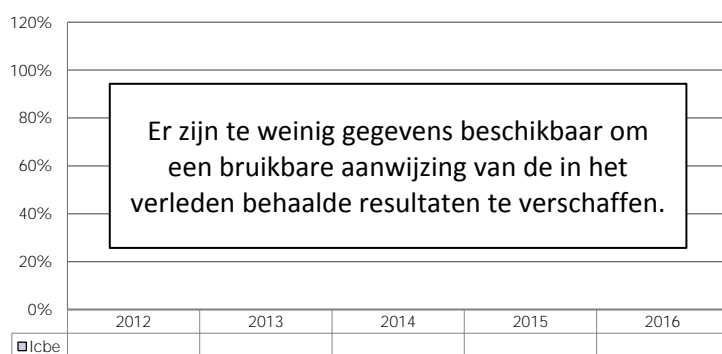 120%
100%
80%
60%
40%
20%
0%
Er zijn te weinig gegevens beschikbaar om
een bruikbare aanwijzing van de in het
verleden behaalde resultaten te verschaffen.
2012 2013 2014 2015 2016
Icbe